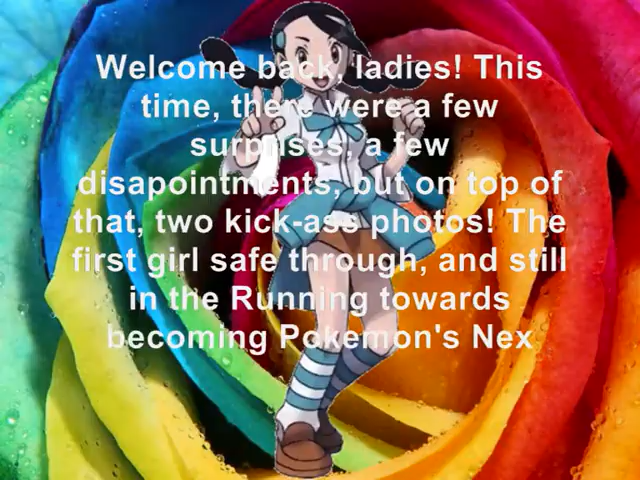 Welcome back, ladies! This
time, there were a few
surprises, a few
disapointments, but on top of
that, two kick-ass photos! The
first girl safe through, and still
in the Running towards
becoming Pokemon's Nex